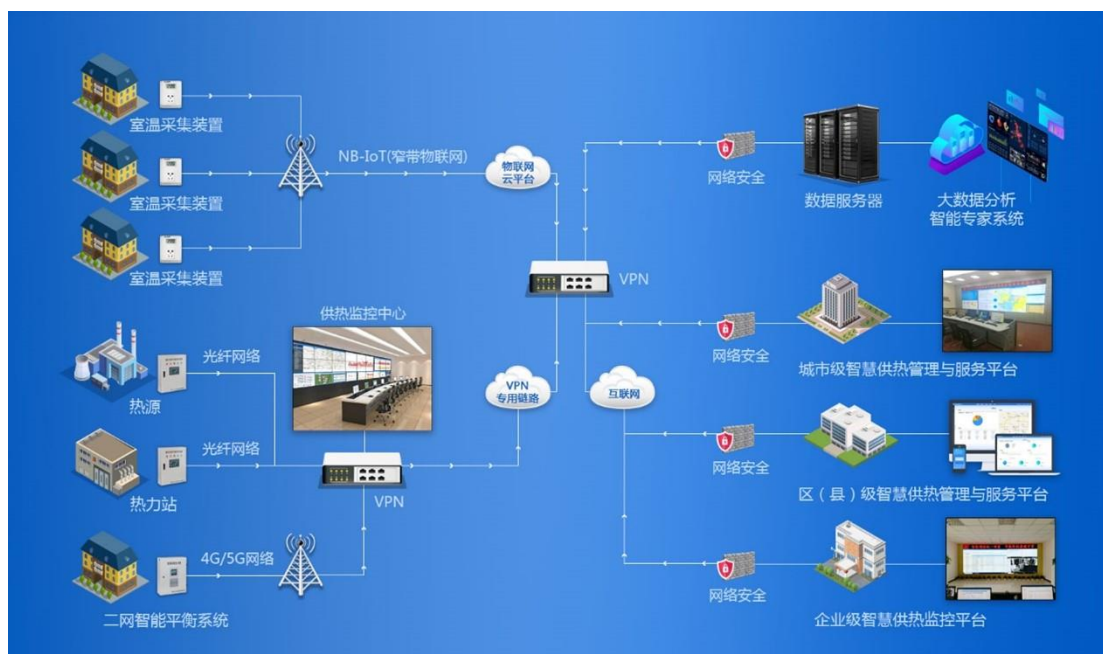 室温采集装置
室温采集装置
室温采集装置
NB-IoT(窄带物联网)
物联网
云平台
网络安全
数据服务器
大数据分析
智能专家系统
VPN
供热监控中心
光纤网络
热源
光纤网络
热力站
VPN
4G/5G网络
二网智能平衡系统
VPN
专用链路
互联网
网络安全
城市级智慧供热管理与服务平台
网络安全
区（县）级智慧供热管理与服务平台
网络安全
企业级智慧供热监控平台